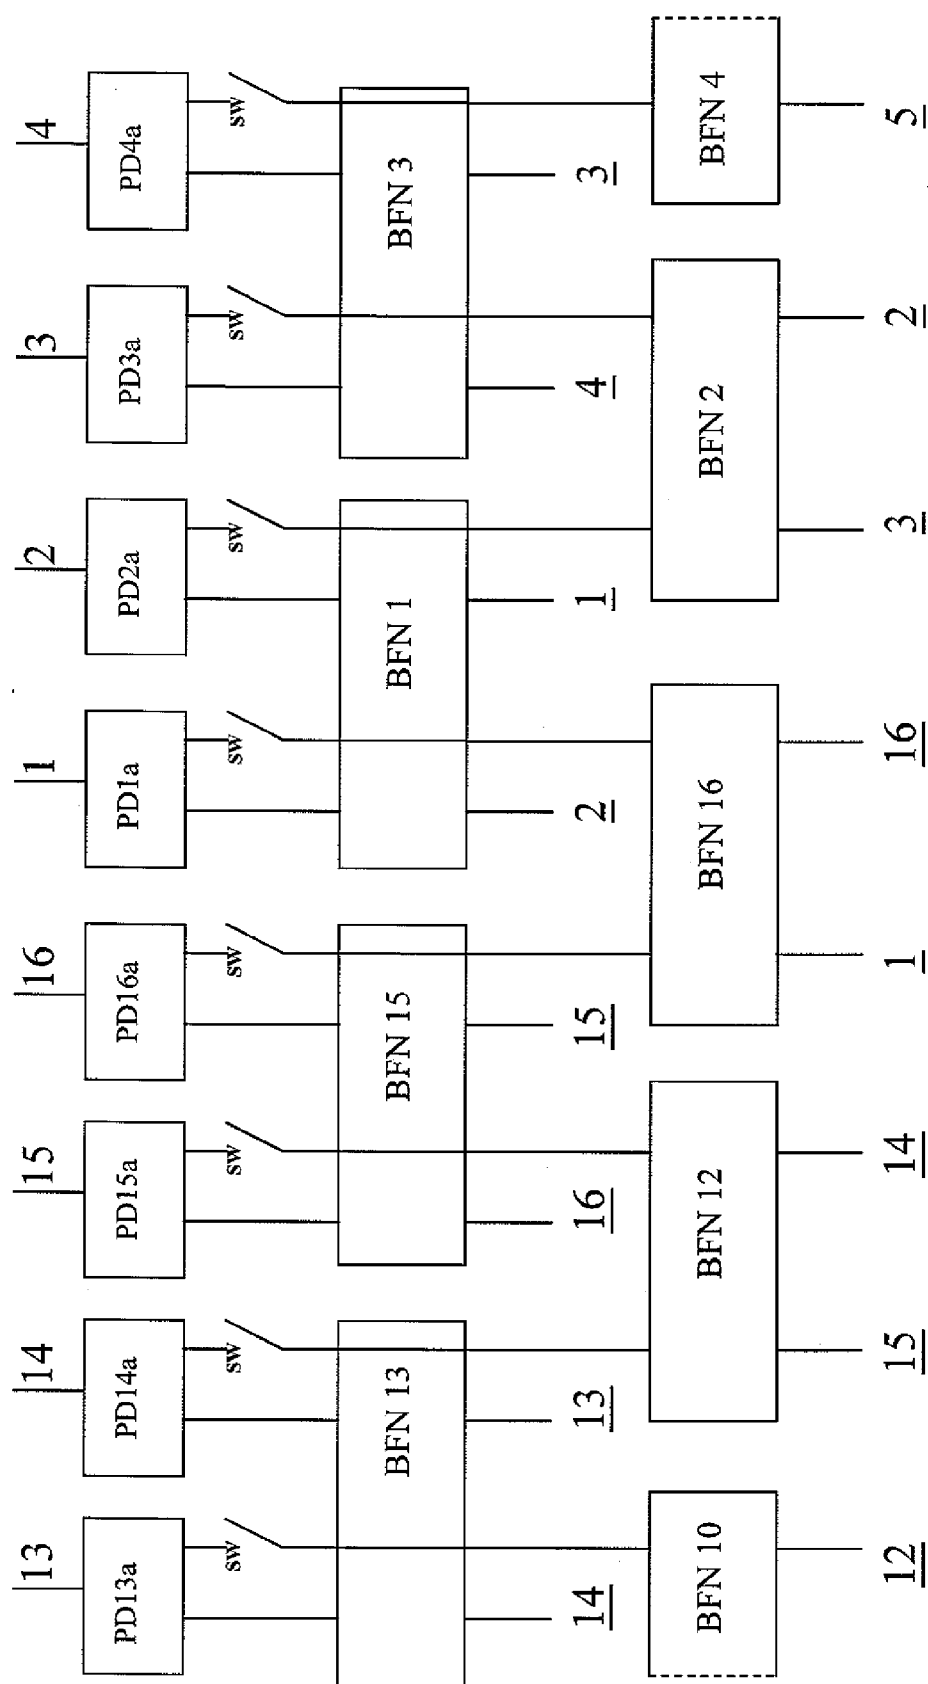 13 14 15 16 1 2 3 4
PD13a PD14a PD15a PD16a PD1a PD2a PD3a PD4a
sw sw sw sw sw sw sw sw
BFN 13 BFN 15 BFN 1 BFN 3
14 13 16 15 2 1 4 3
BFN 10 BFN 12 BFN 16 BFN 2 BFN 4
12 15 14 1 16 3 2 5